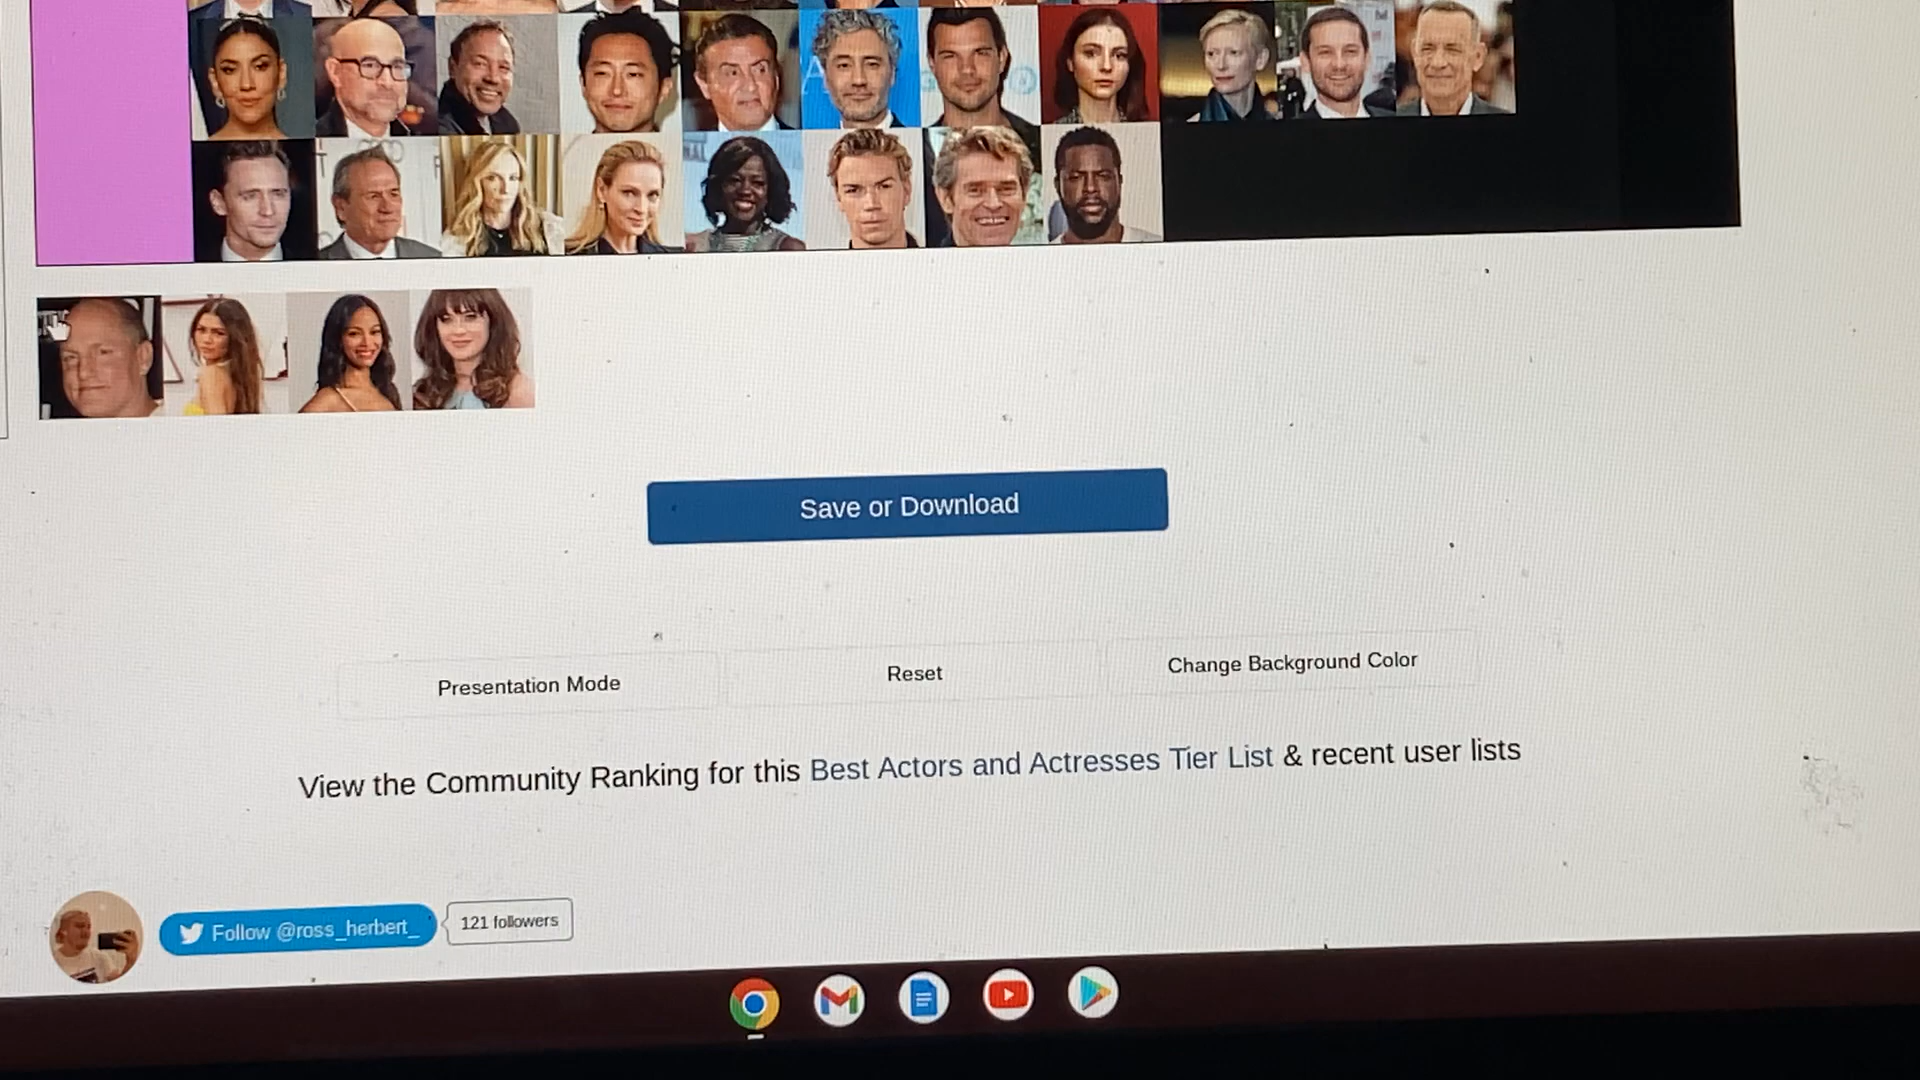 Save or Download
Presentation Mode
Reset
Change Background Color
View the Community Ranking for this Best Actors and Actresses Tier List & recent user lists
Follow @ross_herbert_
121 followers